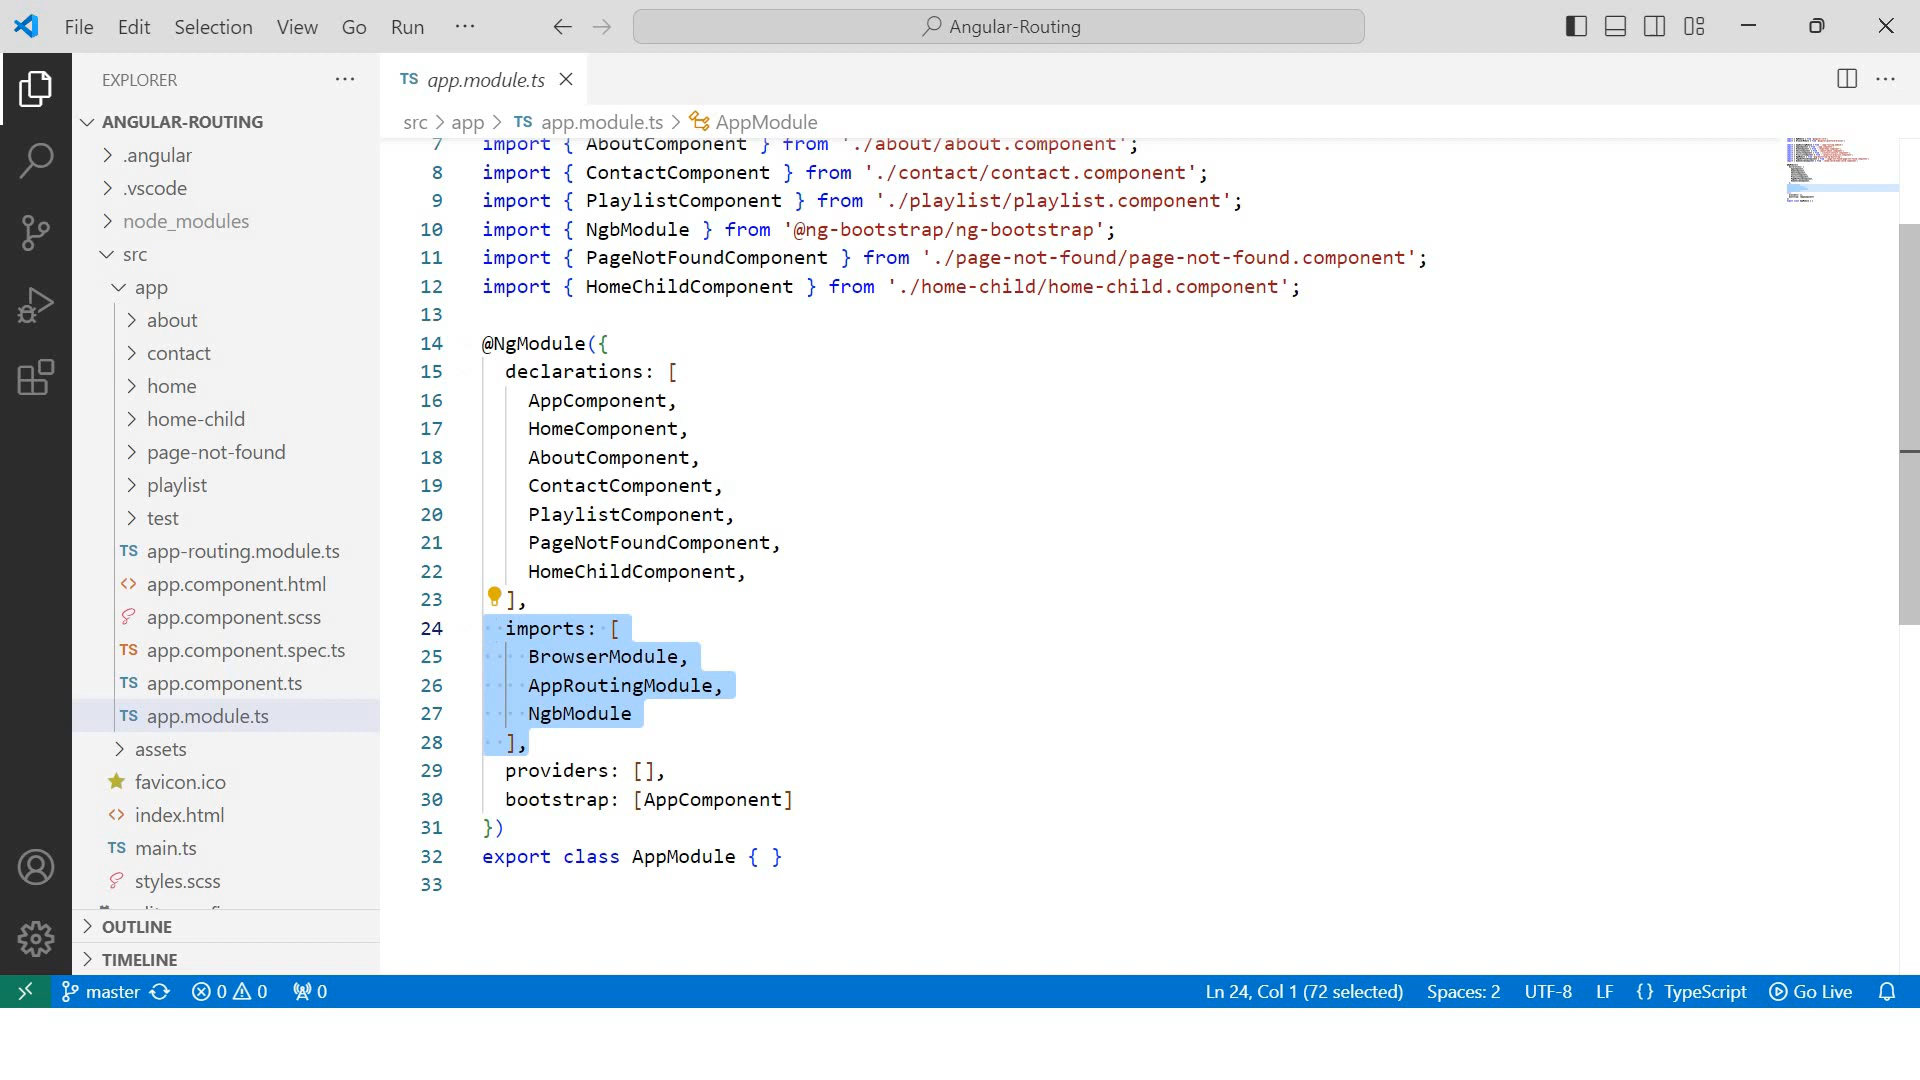 File Edit Selection View Go Run ··· Angular-Routing
EXPLORER ···
TS app.module.ts
src > app > TS app.module.ts > AppModule
ANGULAR-ROUTING
.angular
.vscode
node_modules
src
app
about
contact
home
home-child
page-not-found
playlist
test
TS app-routing.module.ts
<> app.component.html
app.component.scss
TS app.component.spec.ts
TS app.component.ts
TS app.module.ts
assets
favicon.ico
<> index.html
TS main.ts
styles.scss
OUTLINE
TIMELINE
7 import { AboutComponent } from './about/about.component';
8 import { ContactComponent } from './contact/contact.component';
9 import { PlaylistComponent } from './playlist/playlist.component';
10 import { NgbModule } from '@ng-bootstrap/ng-bootstrap';
11 import { PageNotFoundComponent } from './page-not-found/page-not-found.component';
12 import { HomeChildComponent } from './home-child/home-child.component';
13
14 @NgModule({
15 declarations: [
16 AppComponent,
17 HomeComponent,
18 AboutComponent,
19 ContactComponent,
20 PlaylistComponent,
21 PageNotFoundComponent,
22 HomeChildComponent,
23 ],
24 imports: [
25 BrowserModule,
26 AppRoutingModule,
27 NgbModule
28 ],
29 providers: [],
30 bootstrap: [AppComponent]
31 })
32 export class AppModule { }
33
master 0 0 0 Ln 24, Col 1 (72 selected) Spaces: 2 UTF-8 LF {} TypeScript Go Live